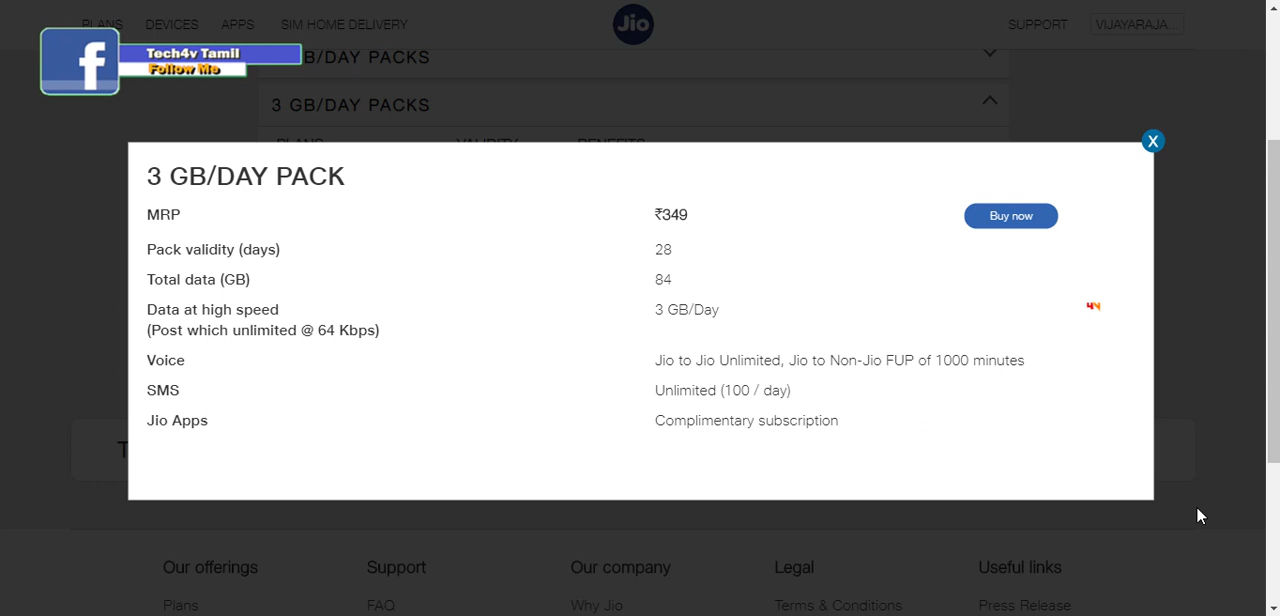 PLANS DEVICES APPS SIM HOME DELIVERY Jio SUPPORT VIJAYARAJA...
Tech4v Tamil
Follow Me
B/DAY PACKS
3 GB/DAY PACKS
PLANS VALIDITY BENEFITS
X
3 GB/DAY PACK
MRP ₹349 Buy now
Pack validity (days) 28
Total data (GB) 84
Data at high speed 3 GB/Day
(Post which unlimited @ 64 Kbps)
Voice Jio to Jio Unlimited, Jio to Non-Jio FUP of 1000 minutes
SMS Unlimited (100 / day)
Jio Apps Complimentary subscription
T
Our offerings Support Our company Legal Useful links
Plans FAQ Why Jio Terms & Conditions Press Release